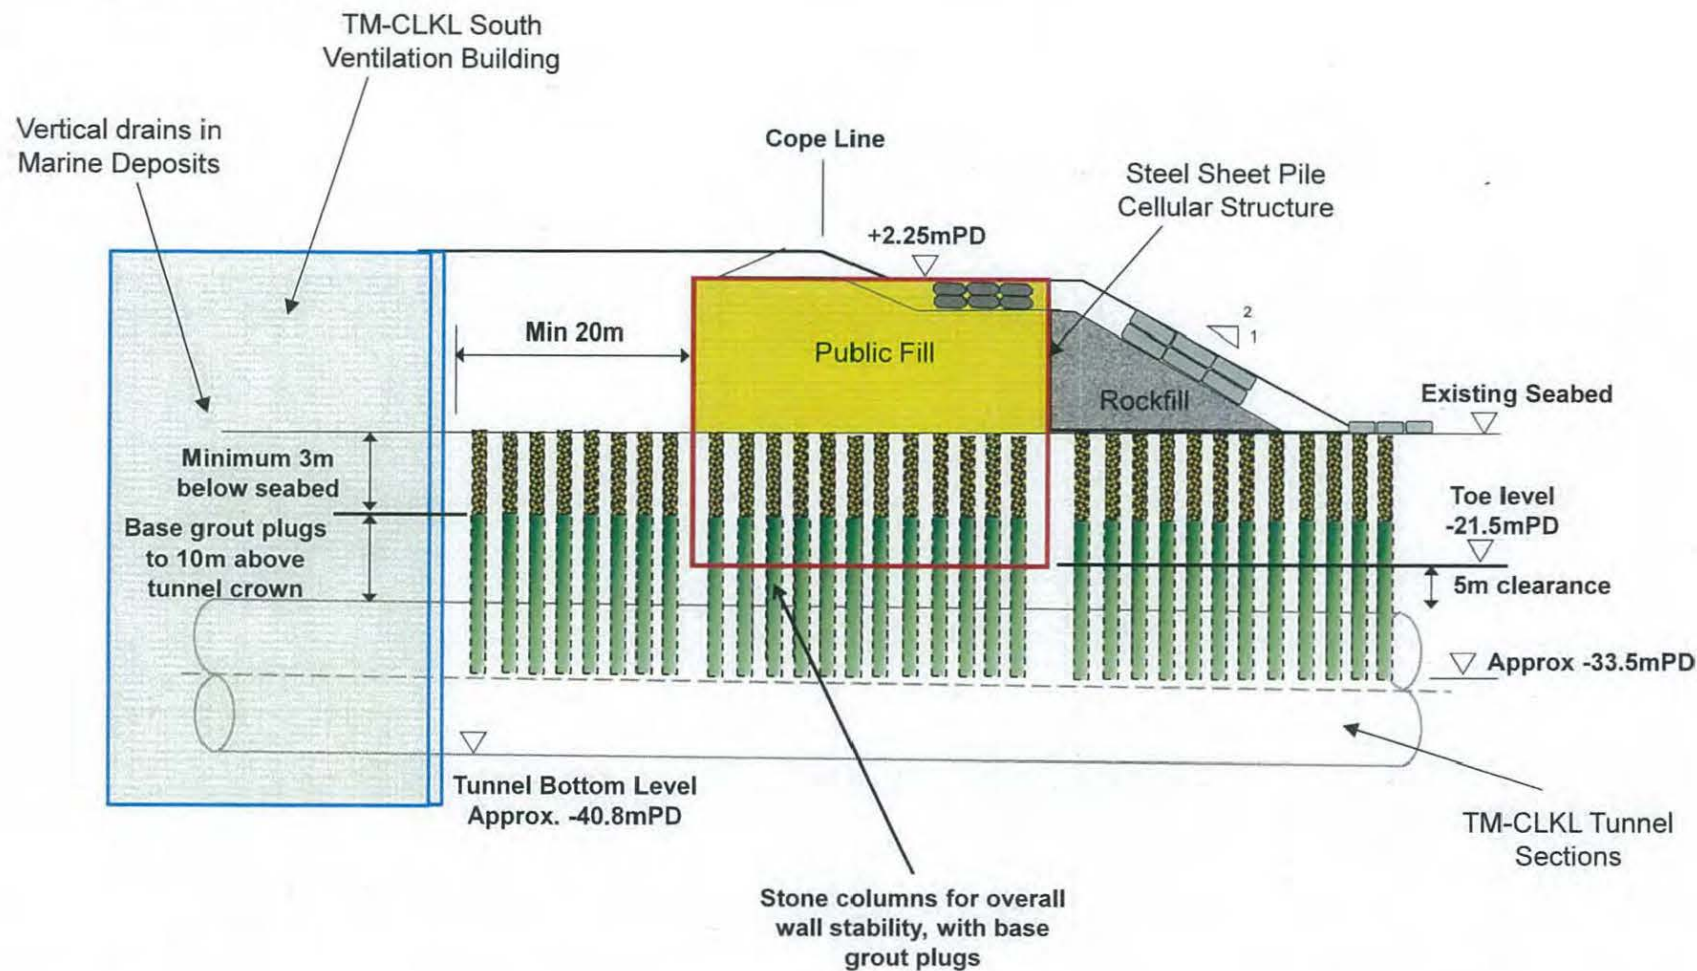 TM-CLKL South
Ventilation Building
Vertical drains in
Marine Deposits
Cope Line
Steel Sheet Pile
Cellular Structure
+2.25mPD
Min 20m
Public Fill
2
1
Rockfill
Existing Seabed
Minimum 3m
below seabed
Toe level
-21.5mPD
Base grout plugs
to 10m above
tunnel crown
5m clearance
Approx -33.5mPD
Tunnel Bottom Level
Approx. -40.8mPD
TM-CLKL Tunnel
Sections
Stone columns for overall
wall stability, with base
grout plugs